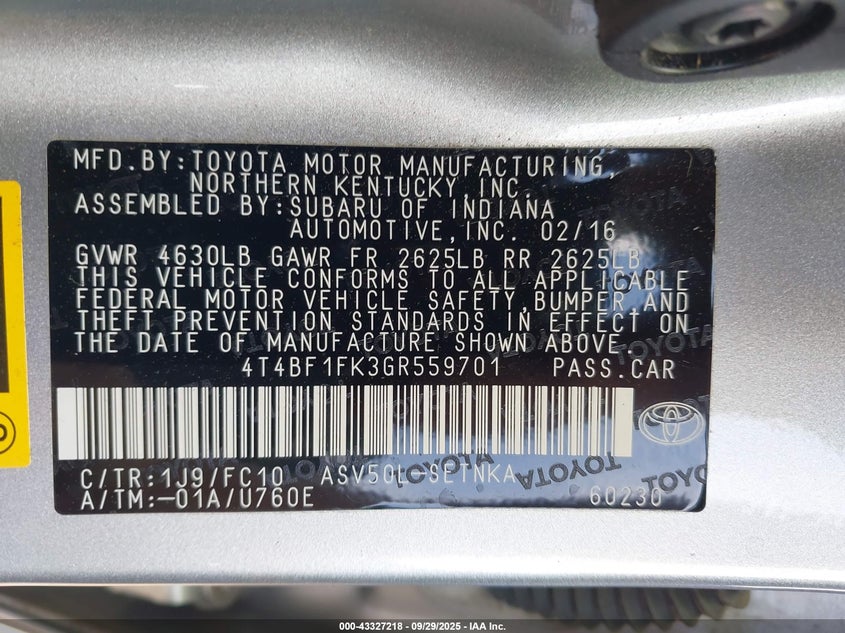 MFD.BY:TOYOTA MOTOR MANUFACTURING,
NORTHERN KENTUCKY, INC.
ASSEMBLED BY:SUBARU OF INDIANA
AUTOMOTIVE,INC. 02/16
GVWR 4630LB GAWR FR 2625LB RR 2625LB
THIS VEHICLE CONFORMS TO ALL APPLICABLE
FEDERAL MOTOR VEHICLE SAFETY,BUMPER AND
THEFT PREVENTION STANDARDS IN EFFECT ON
THE DATE OF MANUFACTURE SHOWN ABOVE.
4T4BF1FK3GR559701 PASS.CAR
TOYOTA
C/TR:1J9/FC10 ASV50L-SETNKA
A/TM:-01A/U760E 60230
000-43327218 - 09/29/2025 - IAA Inc.